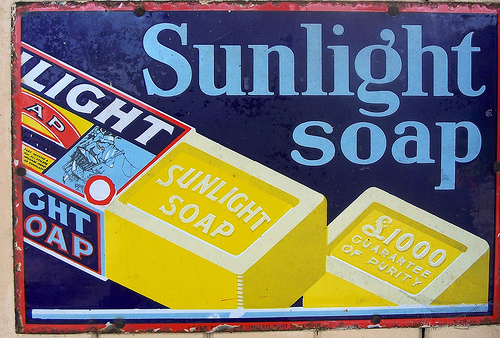 Sunlight
soap
LIGHT
AP
GHT
OAP
SUNLIGHT
SOAP
£1000
GUARANTEE
OF PURITY